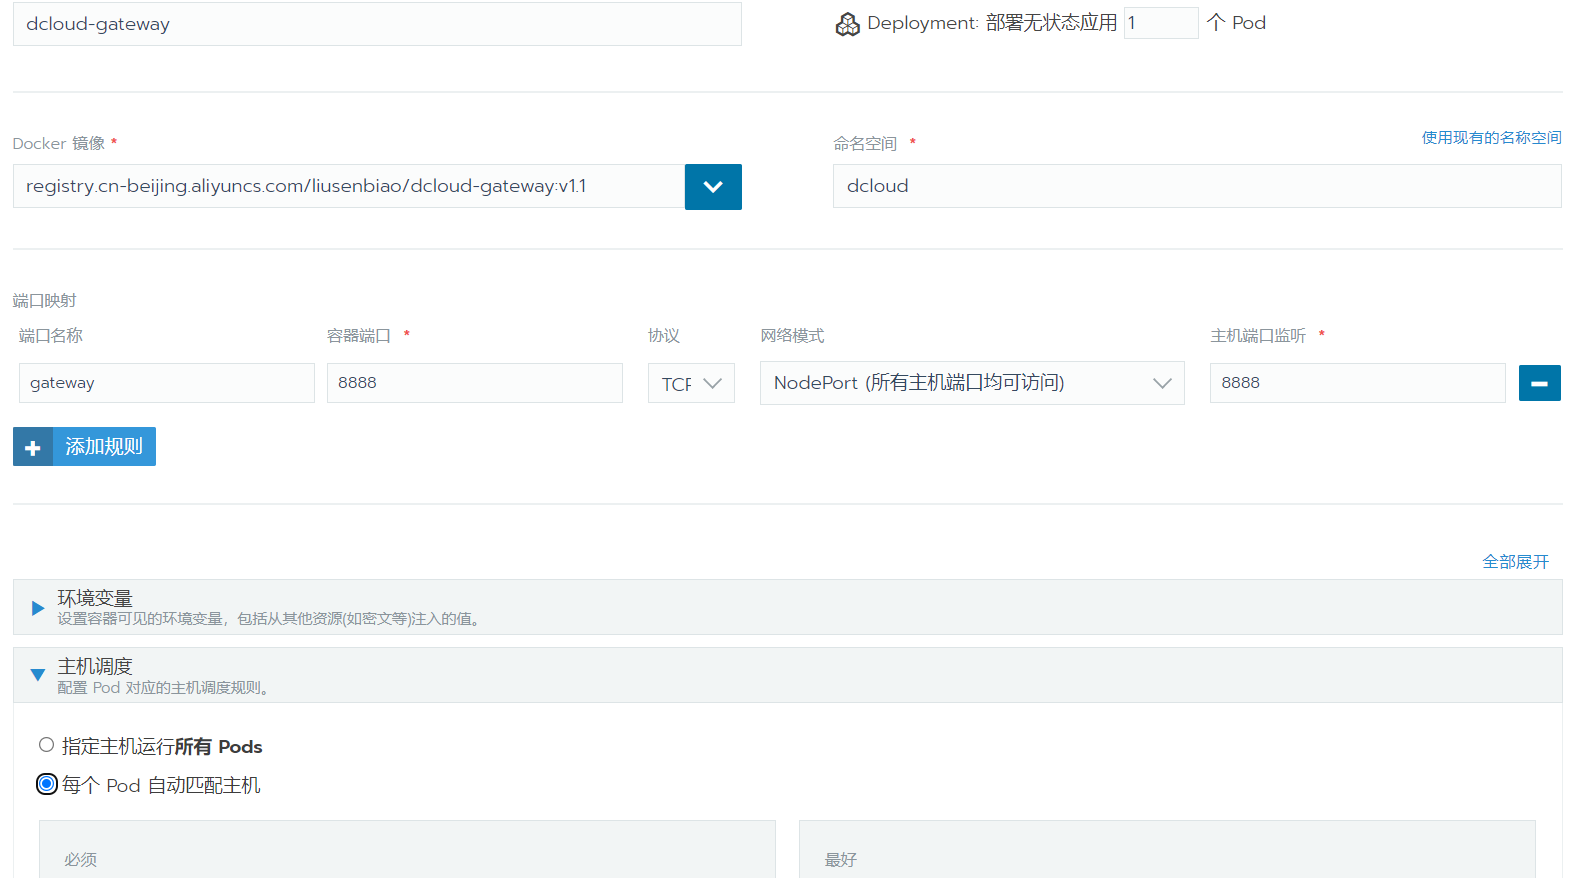 dcloud-gateway
Deployment: 部署无状态应用 1 个 Pod
Docker 镜像 *
命名空间 *
使用现有的名称空间
registry.cn-beijing.aliyuncs.com/liusenbiao/dcloud-gateway:v1.1
dcloud
端口映射
端口名称 容器端口 * 协议 网络模式 主机端口监听 *
gateway 8888 TCP NodePort (所有主机端口均可访问) 8888
添加规则
全部展开
环境变量
设置容器可见的环境变量，包括从其他资源(如密文等)注入的值。
主机调度
配置 Pod 对应的主机调度规则。
指定主机运行所有 Pods
每个 Pod 自动匹配主机
必须
最好